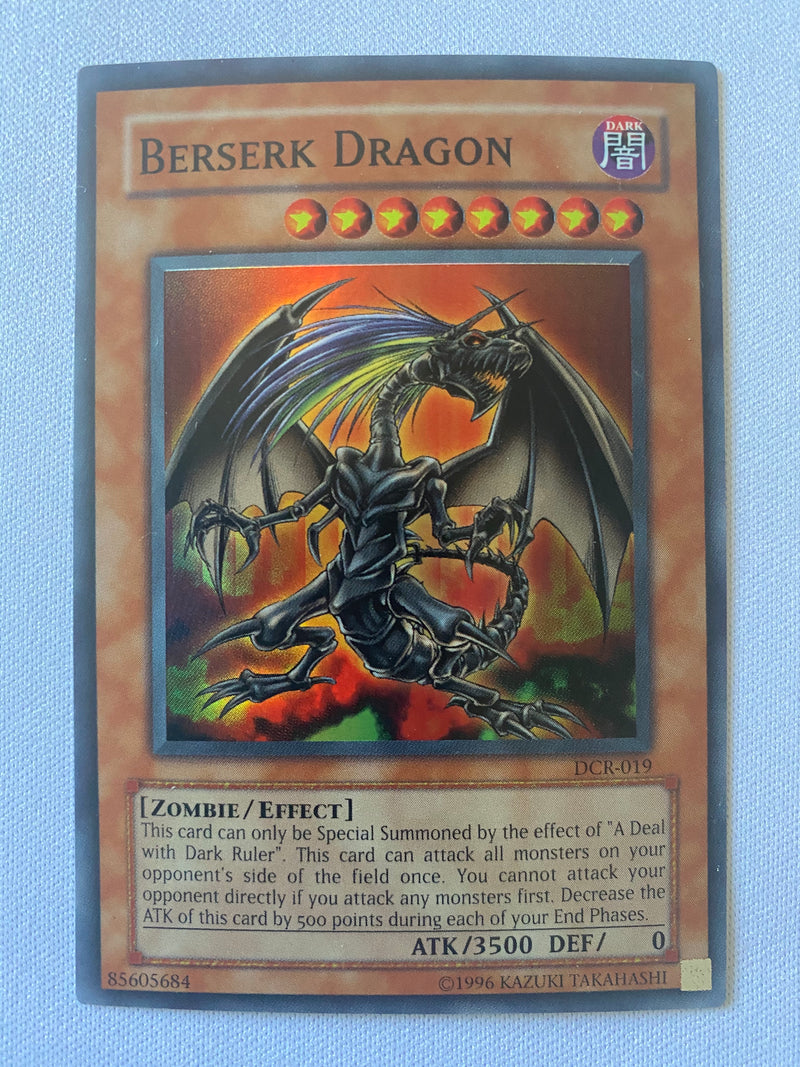 BERSERK DRAGON
DARK
闇
DCR-019
[ZOMBIE/EFFECT]
This card can only be Special Summoned by the effect of "A Deal
with Dark Ruler". This card can attack all monsters on your
opponent's side of the field once. You cannot attack your
opponent directly if you attack any monsters first. Decrease the
ATK of this card by 500 points during each of your End Phases.
ATK/3500 DEF/ 0
85605684
©1996 KAZUKI TAKAHASHI